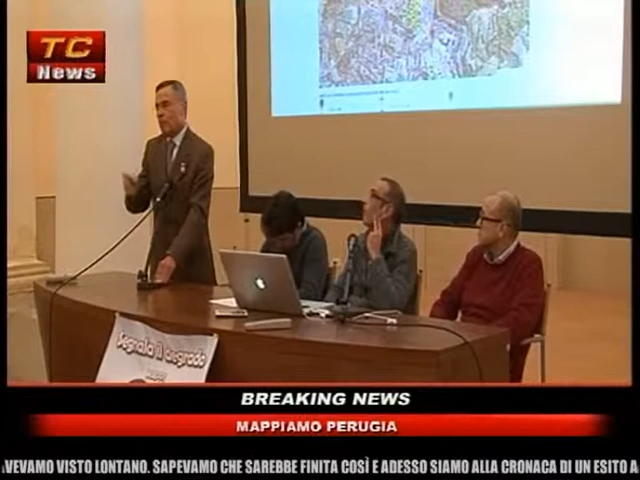 TC
News
Segnala il degrado
BREAKING NEWS
MAPPIAMO PERUGIA
AVEVAMO VISTO LONTANO. SAPEVAMO CHE SAREBBE FINITA COSÌ E ADESSO SIAMO ALLA CRONACA DI UN ESITO A